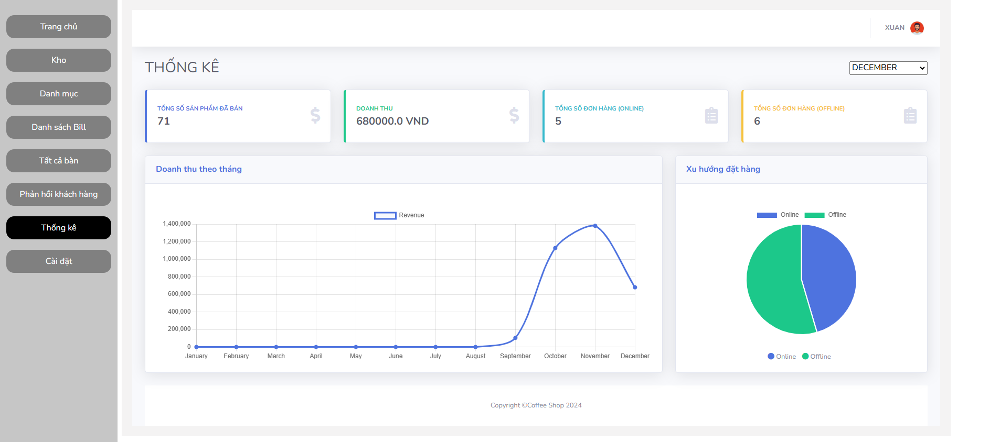 Trang chủ
Kho
Danh mục
Danh sách Bill
Tất cả bàn
Phản hồi khách hàng
Thống kê
Cài đặt
XUAN
THỐNG KÊ
DECEMBER
TỔNG SỐ SẢN PHẨM ĐÃ BÁN
71
DOANH THU
680000.0 VND
TỔNG SỐ ĐƠN HÀNG (ONLINE)
5
TỔNG SỐ ĐƠN HÀNG (OFFLINE)
6
Doanh thu theo tháng
Revenue
1,400,000
1,200,000
1,000,000
800,000
600,000
400,000
200,000
0
January February March April May June July August September October November December
Xu hướng đặt hàng
Online Offline
Online Offline
Copyright ©Coffee Shop 2024